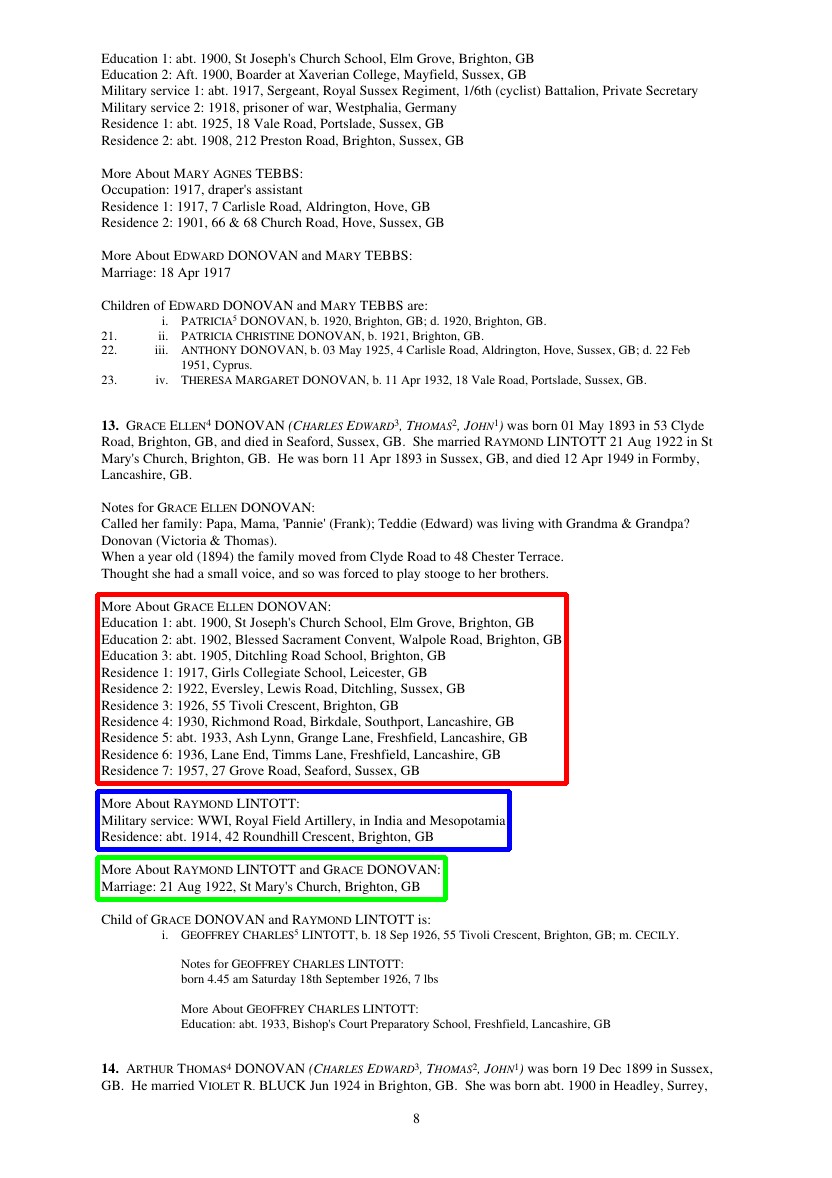 Education 1: abt. 1900, St Joseph's Church School, Elm Grove, Brighton, GB
Education 2: Aft. 1900, Boarder at Xaverian College, Mayfield, Sussex, GB
Military service 1: abt. 1917, Sergeant, Royal Sussex Regiment, 1/6th (cyclist) Battalion, Private Secretary
Military service 2: 1918, prisoner of war, Westphalia, Germany
Residence 1: abt. 1925, 18 Vale Road, Portslade, Sussex, GB
Residence 2: abt. 1908, 212 Preston Road, Brighton, Sussex, GB
More About MARY AGNES TEBBS:
Occupation: 1917, draper's assistant
Residence 1: 1917, 7 Carlisle Road, Aldrington, Hove, GB
Residence 2: 1901, 66 & 68 Church Road, Hove, Sussex, GB
More About EDWARD DONOVAN and MARY TEBBS:
Marriage: 18 Apr 1917
Children of EDWARD DONOVAN and MARY TEBBS are:
i. PATRICIA⁵ DONOVAN, b. 1920, Brighton, GB; d. 1920, Brighton, GB.
21. ii. PATRICIA CHRISTINE DONOVAN, b. 1921, Brighton, GB.
22. iii. ANTHONY DONOVAN, b. 03 May 1925, 4 Carlisle Road, Aldrington, Hove, Sussex, GB; d. 22 Feb
1951, Cyprus.
23. iv. THERESA MARGARET DONOVAN, b. 11 Apr 1932, 18 Vale Road, Portslade, Sussex, GB.
13. GRACE ELLEN⁴ DONOVAN (CHARLES EDWARD³, THOMAS², JOHN¹) was born 01 May 1893 in 53 Clyde
Road, Brighton, GB, and died in Seaford, Sussex, GB. She married RAYMOND LINTOTT 21 Aug 1922 in St
Mary's Church, Brighton, GB. He was born 11 Apr 1893 in Sussex, GB, and died 12 Apr 1949 in Formby,
Lancashire, GB.
Notes for GRACE ELLEN DONOVAN:
Called her family: Papa, Mama, 'Pannie' (Frank); Teddie (Edward) was living with Grandma & Grandpa?
Donovan (Victoria & Thomas).
When a year old (1894) the family moved from Clyde Road to 48 Chester Terrace.
Thought she had a small voice, and so was forced to play stooge to her brothers.
More About GRACE ELLEN DONOVAN:
Education 1: abt. 1900, St Joseph's Church School, Elm Grove, Brighton, GB
Education 2: abt. 1902, Blessed Sacrament Convent, Walpole Road, Brighton, GB
Education 3: abt. 1905, Ditchling Road School, Brighton, GB
Residence 1: 1917, Girls Collegiate School, Leicester, GB
Residence 2: 1922, Eversley, Lewis Road, Ditchling, Sussex, GB
Residence 3: 1926, 55 Tivoli Crescent, Brighton, GB
Residence 4: 1930, Richmond Road, Birkdale, Southport, Lancashire, GB
Residence 5: abt. 1933, Ash Lynn, Grange Lane, Freshfield, Lancashire, GB
Residence 6: 1936, Lane End, Timms Lane, Freshfield, Lancashire, GB
Residence 7: 1957, 27 Grove Road, Seaford, Sussex, GB
More About RAYMOND LINTOTT:
Military service: WWI, Royal Field Artillery, in India and Mesopotamia
Residence: abt. 1914, 42 Roundhill Crescent, Brighton, GB
More About RAYMOND LINTOTT and GRACE DONOVAN:
Marriage: 21 Aug 1922, St Mary's Church, Brighton, GB
Child of GRACE DONOVAN and RAYMOND LINTOTT is:
i. GEOFFREY CHARLES⁵ LINTOTT, b. 18 Sep 1926, 55 Tivoli Crescent, Brighton, GB; m. CECILY.
Notes for GEOFFREY CHARLES LINTOTT:
born 4.45 am Saturday 18th September 1926, 7 lbs
More About GEOFFREY CHARLES LINTOTT:
Education: abt. 1933, Bishop's Court Preparatory School, Freshfield, Lancashire, GB
14. ARTHUR THOMAS⁴ DONOVAN (CHARLES EDWARD³, THOMAS², JOHN¹) was born 19 Dec 1899 in Sussex,
GB. He married VIOLET R. BLUCK Jun 1924 in Brighton, GB. She was born abt. 1900 in Headley, Surrey,
8